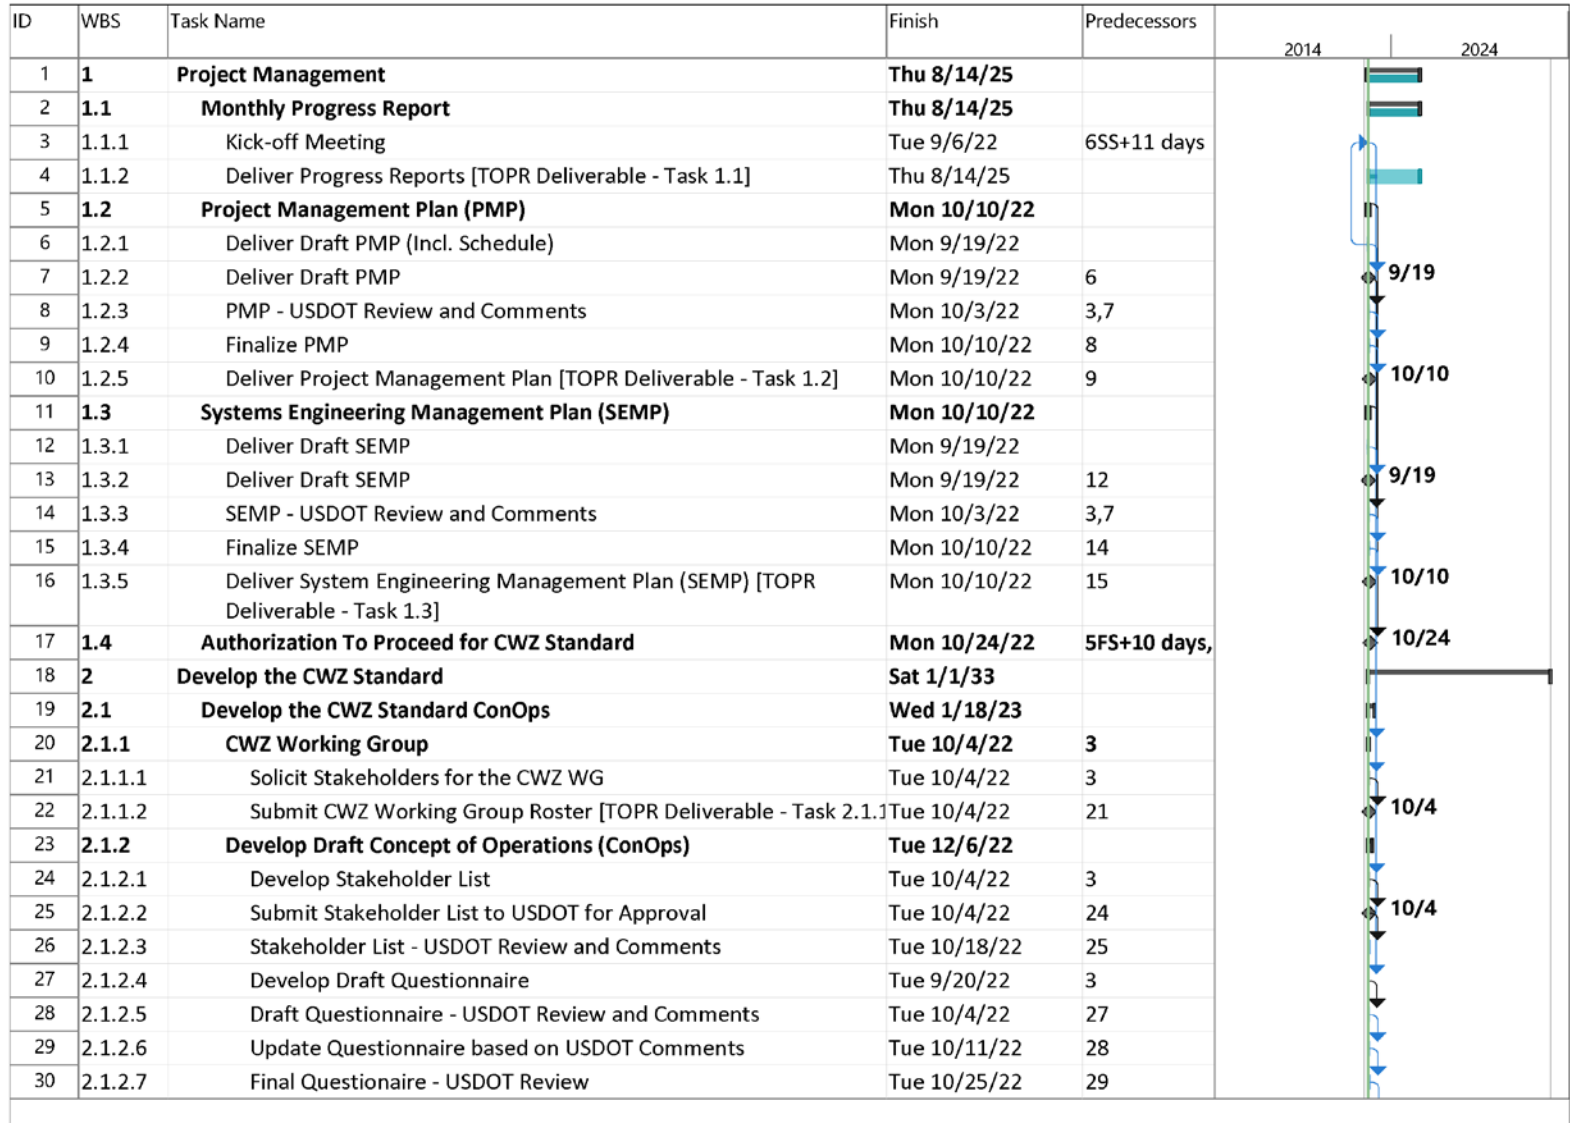 ID WBS Task Name Finish Predecessors
2014 2024
1 1 Project Management Thu 8/14/25
2 1.1 Monthly Progress Report Thu 8/14/25
3 1.1.1 Kick-off Meeting Tue 9/6/22 6SS+11 days
4 1.1.2 Deliver Progress Reports [TOPR Deliverable - Task 1.1] Thu 8/14/25
5 1.2 Project Management Plan (PMP) Mon 10/10/22
6 1.2.1 Deliver Draft PMP (Incl. Schedule) Mon 9/19/22
7 1.2.2 Deliver Draft PMP Mon 9/19/22 6 9/19
8 1.2.3 PMP - USDOT Review and Comments Mon 10/3/22 3,7
9 1.2.4 Finalize PMP Mon 10/10/22 8
10 1.2.5 Deliver Project Management Plan [TOPR Deliverable - Task 1.2] Mon 10/10/22 9 10/10
11 1.3 Systems Engineering Management Plan (SEMP) Mon 10/10/22
12 1.3.1 Deliver Draft SEMP Mon 9/19/22
13 1.3.2 Deliver Draft SEMP Mon 9/19/22 12 9/19
14 1.3.3 SEMP - USDOT Review and Comments Mon 10/3/22 3,7
15 1.3.4 Finalize SEMP Mon 10/10/22 14
16 1.3.5 Deliver System Engineering Management Plan (SEMP) [TOPR Mon 10/10/22 15 10/10
Deliverable - Task 1.3]
17 1.4 Authorization To Proceed for CWZ Standard Mon 10/24/22 5FS+10 days, 10/24
18 2 Develop the CWZ Standard Sat 1/1/33
19 2.1 Develop the CWZ Standard ConOps Wed 1/18/23
20 2.1.1 CWZ Working Group Tue 10/4/22 3
21 2.1.1.1 Solicit Stakeholders for the CWZ WG Tue 10/4/22 3
22 2.1.1.2 Submit CWZ Working Group Roster [TOPR Deliverable - Task 2.1.1 Tue 10/4/22 21 10/4
23 2.1.2 Develop Draft Concept of Operations (ConOps) Tue 12/6/22
24 2.1.2.1 Develop Stakeholder List Tue 10/4/22 3
25 2.1.2.2 Submit Stakeholder List to USDOT for Approval Tue 10/4/22 24 10/4
26 2.1.2.3 Stakeholder List - USDOT Review and Comments Tue 10/18/22 25
27 2.1.2.4 Develop Draft Questionnaire Tue 9/20/22 3
28 2.1.2.5 Draft Questionnaire - USDOT Review and Comments Tue 10/4/22 27
29 2.1.2.6 Update Questionnaire based on USDOT Comments Tue 10/11/22 28
30 2.1.2.7 Final Questionaire - USDOT Review Tue 10/25/22 29